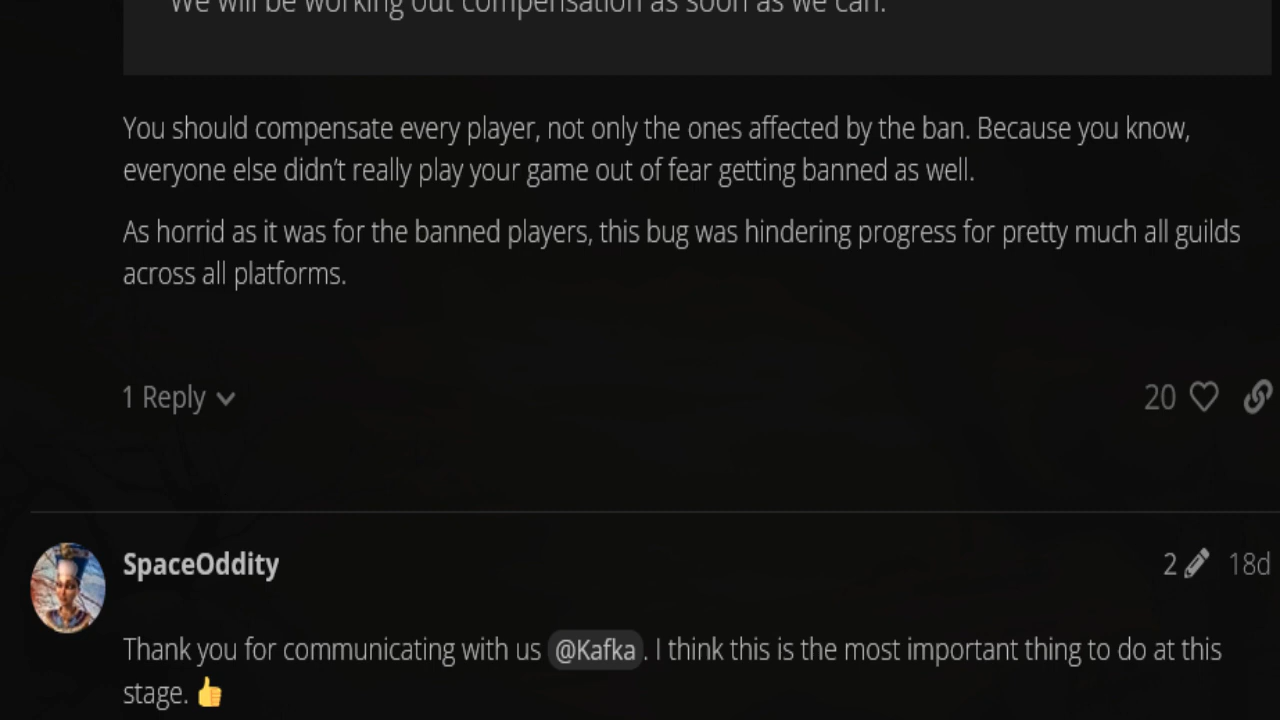 We will be working out compensation as soon as we can.
You should compensate every player, not only the ones affected by the ban. Because you know,
everyone else didn't really play your game out of fear getting banned as well.
As horrid as it was for the banned players, this bug was hindering progress for pretty much all guilds
across all platforms.
1 Reply
20
SpaceOddity
2
18d
Thank you for communicating with us @Kafka. I think this is the most important thing to do at this
stage. 👍